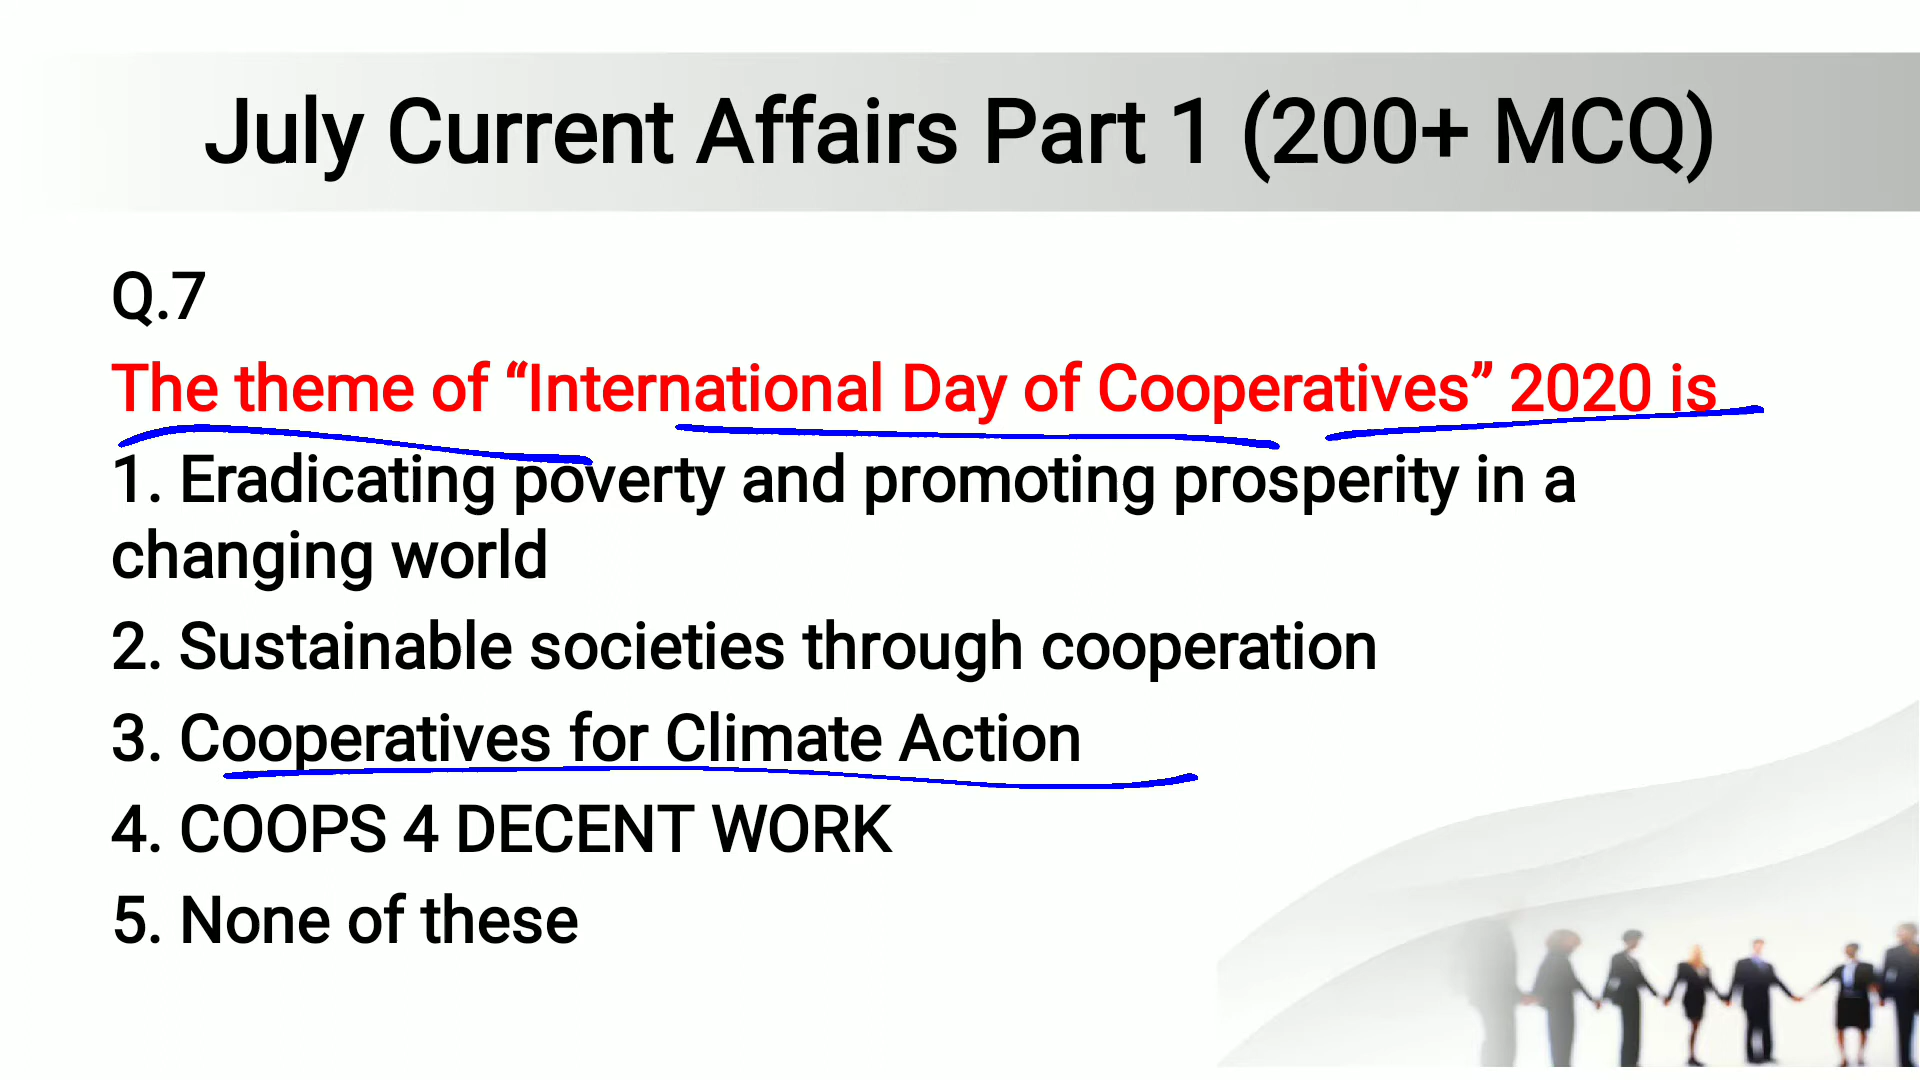 July Current Affairs Part 1 (200+ MCQ)
Q.7
The theme of “International Day of Cooperatives” 2020 is
1. Eradicating poverty and promoting prosperity in a
changing world
2. Sustainable societies through cooperation
3. Cooperatives for Climate Action
4. COOPS 4 DECENT WORK
5. None of these